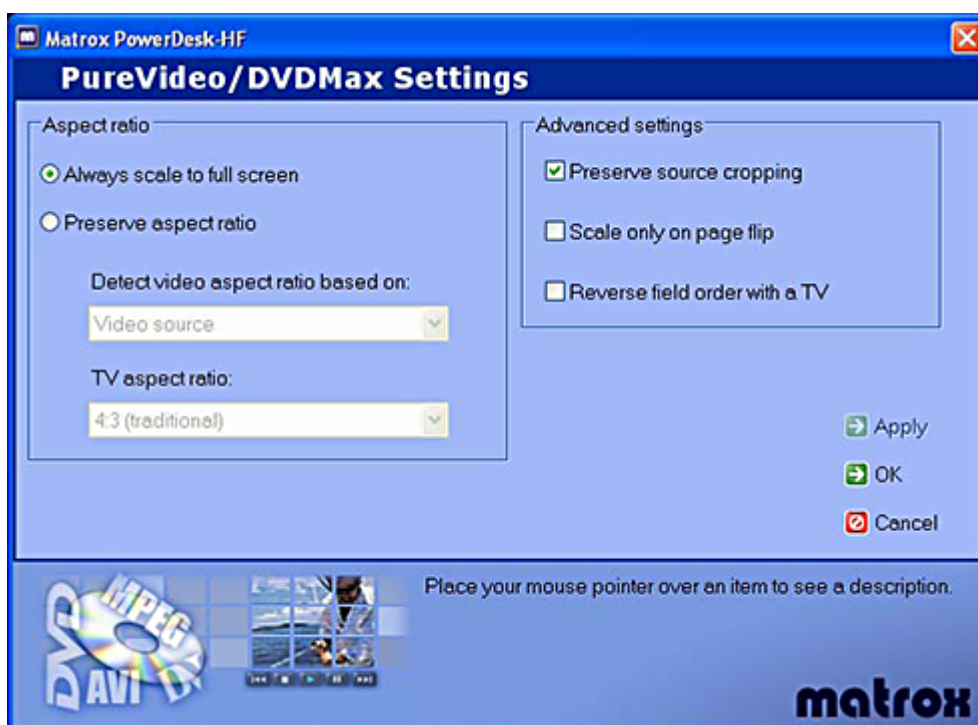 Matrox PowerDesk-HF
PureVideo/DVDMax Settings
Aspect ratio
Always scale to full screen
Preserve aspect ratio
Detect video aspect ratio based on:
Video source
TV aspect ratio:
4:3 (traditional)
Advanced settings
Preserve source cropping
Scale only on page flip
Reverse field order with a TV
Apply
OK
Cancel
DVD
MPEG
AVI
DV
Place your mouse pointer over an item to see a description.
matrox